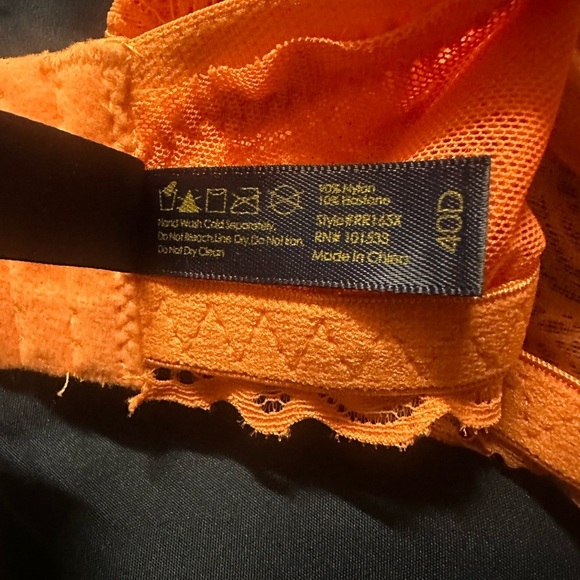 Hand Wash Cold Separately.
Do Not Bleach.Line Dry.Do Not Iron.
Do Not Dry Clean
90% Nylon
10% Elastane
Style#RR165X
RN# 101533
Made In China
40D